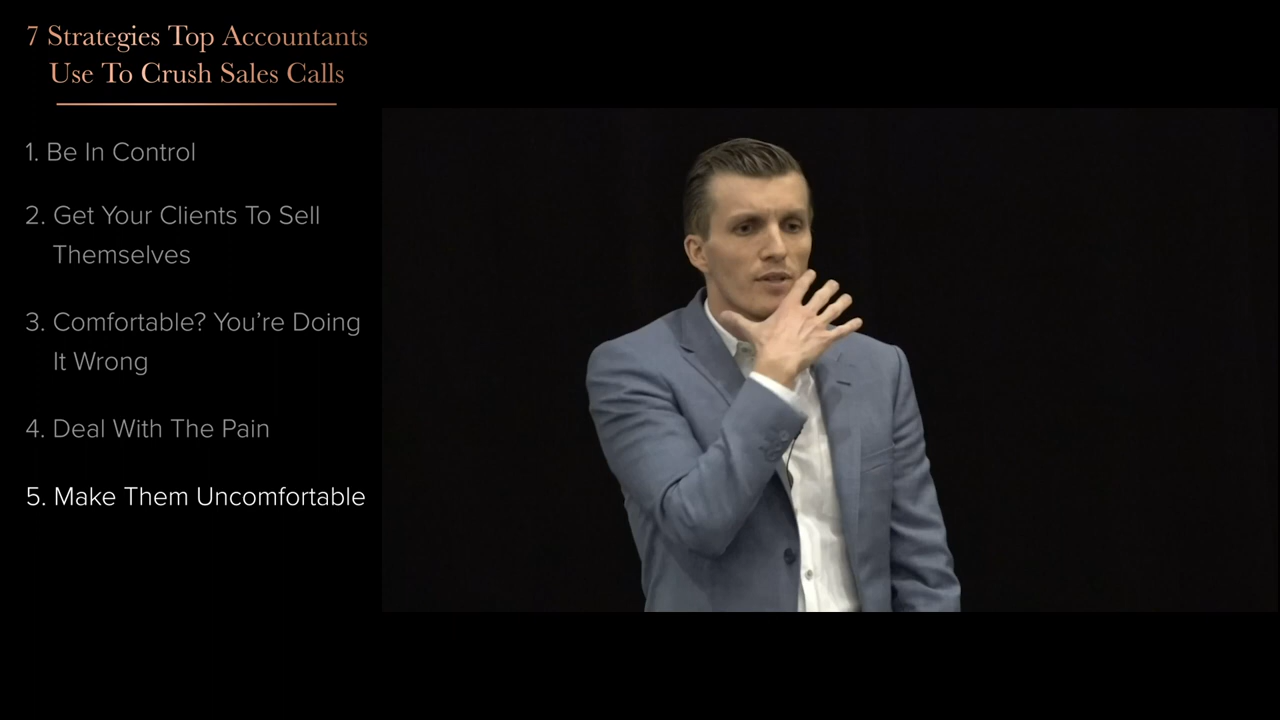 7 Strategies Top Accountants
Use To Crush Sales Calls
1. Be In Control
2. Get Your Clients To Sell
Themselves
3. Comfortable? You’re Doing
It Wrong
4. Deal With The Pain
5. Make Them Uncomfortable